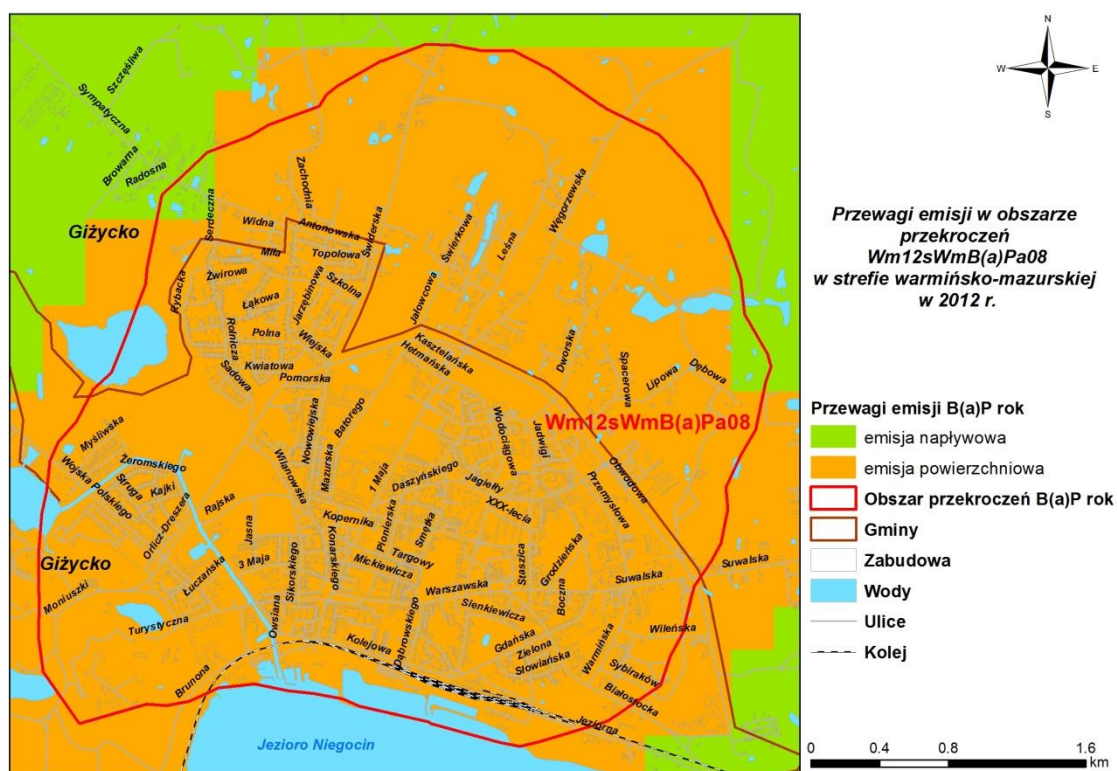 N
W
E
S
Przewagi emisji w obszarze
przekroczeń
Wm12sWmB(a)Pa08
w strefie warmińsko-mazurskiej
w 2012 r.
Przewagi emisji B(a)P rok
emisja napływowa
emisja powierzchniowa
Obszar przekroczeń B(a)P rok
Gminy
Zabudowa
Wody
Ulice
Kolej
0 0.4 0.8 1.6
km
Szczęśliwa
Sympatyczna
Browarna
Radosna
Zachodnia
Serdeczna
Giżycko
Widna
Antonowska
Świderska
Węgorzewska
Świerkowa
Leśna
Miła
Topolowa
Żwirowa
Rybacka
Szkolna
Jarzębinowa
Łąkowa
Jałowcowa
Rolnicza
Polna
Wiejska
Kasztelańska
Hetmańska
Dworska
Spacerowa
Lipowa
Dębowa
Sadowa
Kwiatowa
Pomorska
Wm12sWmB(a)Pa08
Nowowiejska
Batorego
Wodociągowa
Jadwigi
Myśliwska
Żeromskiego
Wilanowska
Mazurska
1 Maja
Daszyńskiego
Jagiełły
Obwodowa
Przemysłowa
Wojska Polskiego
Struga
Kajki
Rajska
XXX-lecia
Orlicz-Dreszera
Kopernika
Pionierska
Smętka
Jasna
Konarskiego
Targowy
Mickiewicza
Staszica
Grodzieńska
Giżycko
3 Maja
Sikorskiego
Łuczańska
Moniuszki
Warszawska
Boczna
Suwalska
Suwalska
Sienkiewicza
Turystyczna
Owsiana
Dąbrowskiego
Gdańska
Zielona
Słowiańska
Warmińska
Wileńska
Kolejowa
Sybiraków
Brunona
Białostocka
Jeziorna
Jezioro Niegocin